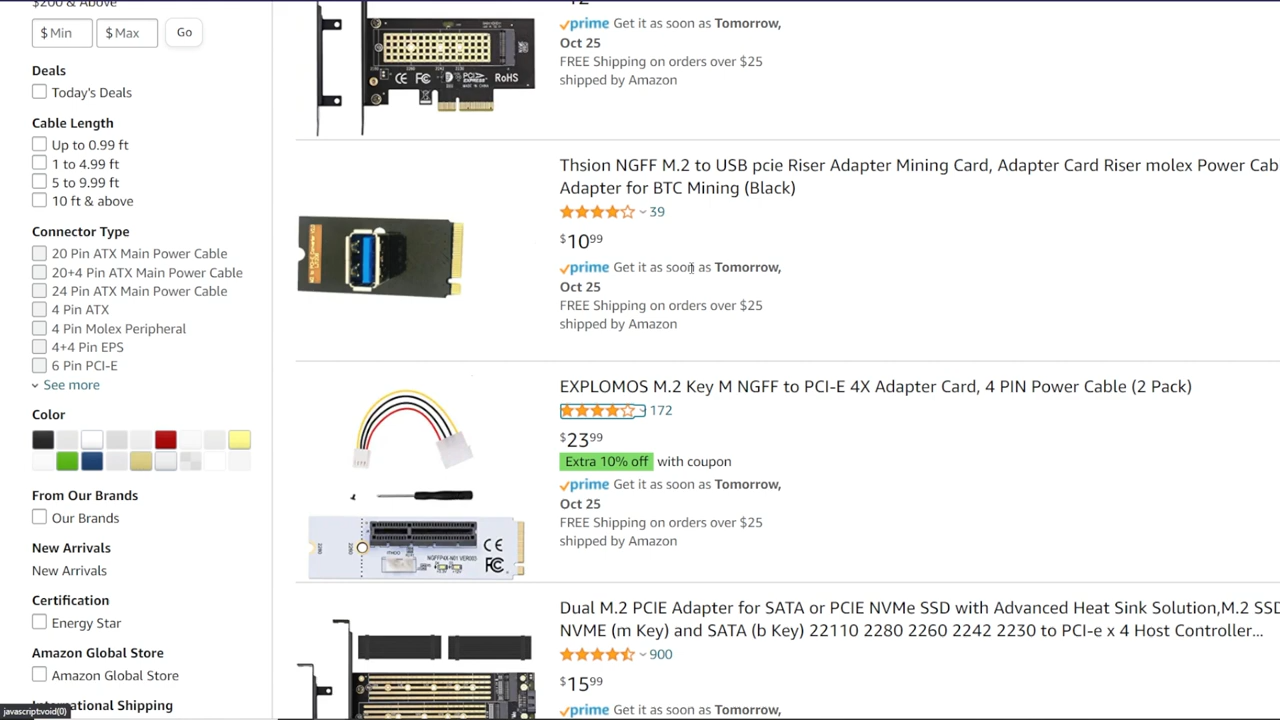 $200 & Above
$ Min
$ Max
Go
Deals
Today's Deals
Cable Length
Up to 0.99 ft
1 to 4.99 ft
5 to 9.99 ft
10 ft & above
Connector Type
20 Pin ATX Main Power Cable
20+4 Pin ATX Main Power Cable
24 Pin ATX Main Power Cable
4 Pin ATX
4 Pin Molex Peripheral
4+4 Pin EPS
6 Pin PCI-E
See more
Color
From Our Brands
Our Brands
New Arrivals
New Arrivals
Certification
Energy Star
Amazon Global Store
Amazon Global Store
International Shipping
javascript:void(0)
CE FC
PCI EXPRESS
RoHS
prime Get it as soon as Tomorrow,
Oct 25
FREE Shipping on orders over $25
shipped by Amazon
Thsion NGFF M.2 to USB pcie Riser Adapter Mining Card, Adapter Card Riser molex Power Cab
Adapter for BTC Mining (Black)
39
$10 99
prime Get it as soon as Tomorrow,
Oct 25
FREE Shipping on orders over $25
shipped by Amazon
CE
NGFFP4X-N01 VER003
FC
EXPLOMOS M.2 Key M NGFF to PCI-E 4X Adapter Card, 4 PIN Power Cable (2 Pack)
172
$23 99
Extra 10% off with coupon
prime Get it as soon as Tomorrow,
Oct 25
FREE Shipping on orders over $25
shipped by Amazon
Dual M.2 PCIE Adapter for SATA or PCIE NVMe SSD with Advanced Heat Sink Solution,M.2 SSD
NVME (m Key) and SATA (b Key) 22110 2280 2260 2242 2230 to PCI-e x 4 Host Controller...
900
$15 99
prime Get it as soon as Tomorrow,